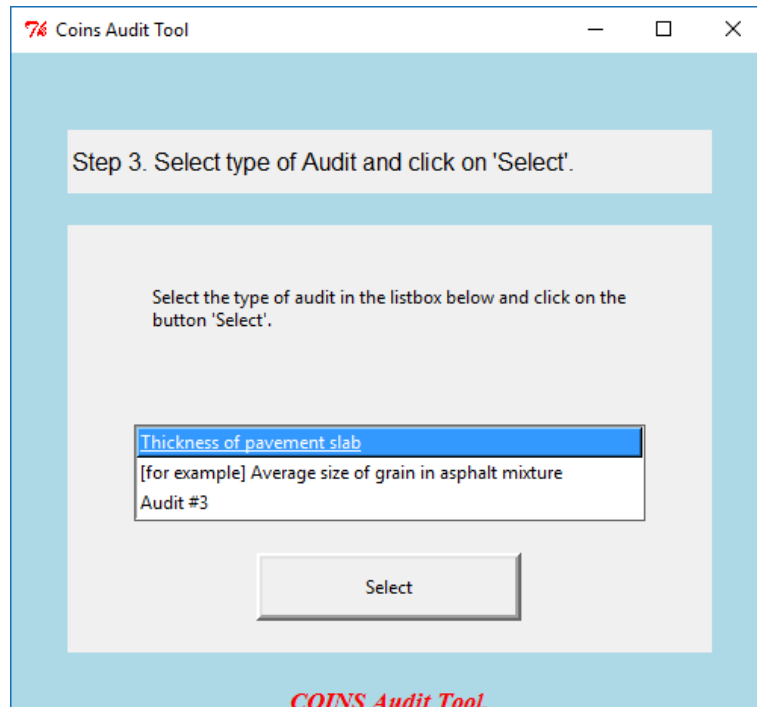 Coins Audit Tool
Step 3. Select type of Audit and click on 'Select'.
Select the type of audit in the listbox below and click on the
button 'Select'.
Thickness of pavement slab
[for example] Average size of grain in asphalt mixture
Audit #3
Select
COINS Audit Tool.